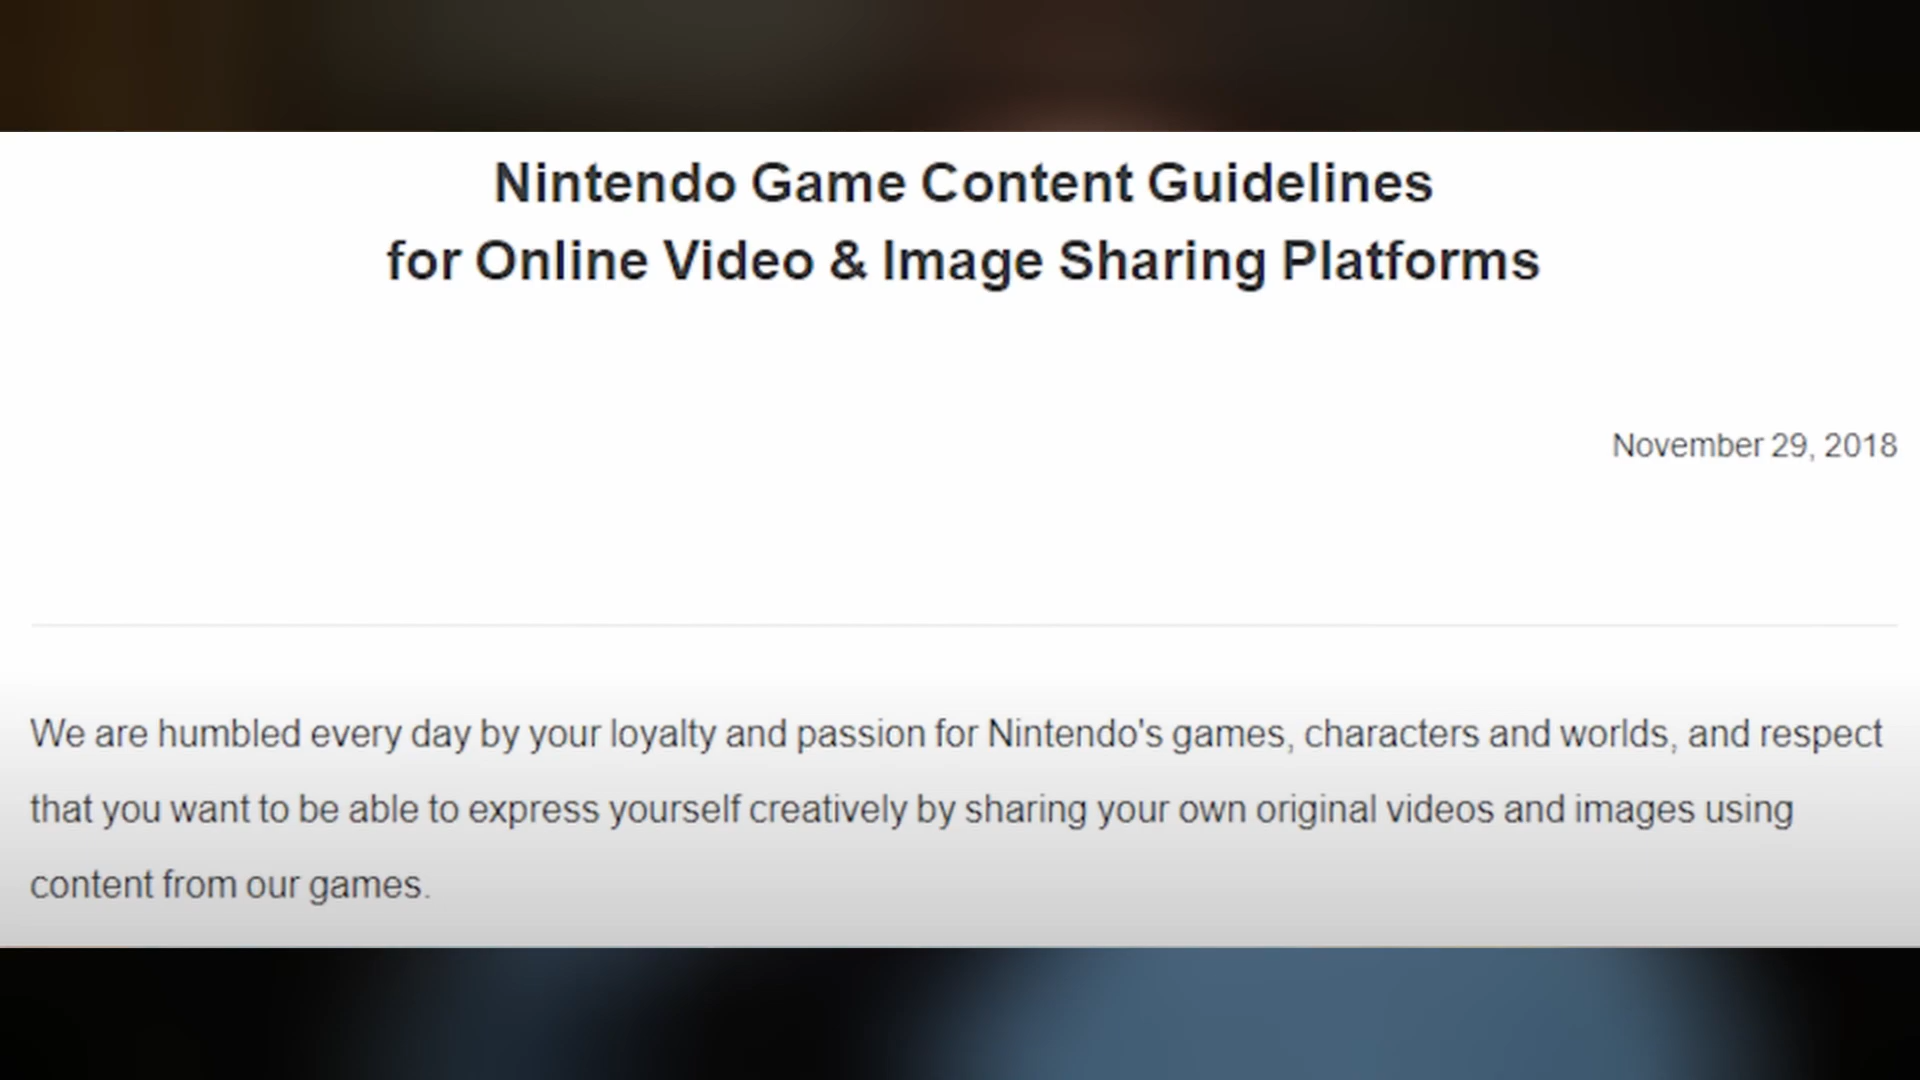 Nintendo Game Content Guidelines
for Online Video & Image Sharing Platforms
November 29, 2018
We are humbled every day by your loyalty and passion for Nintendo's games, characters and worlds, and respect
that you want to be able to express yourself creatively by sharing your own original videos and images using
content from our games.